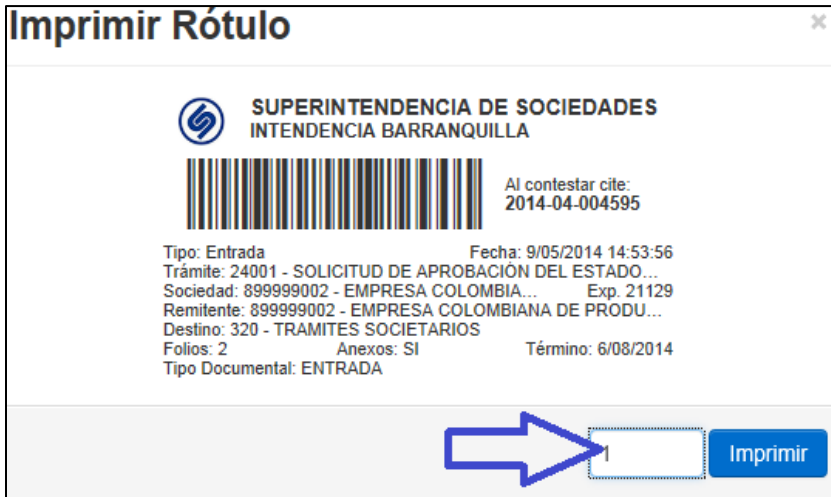 Imprimir Rótulo
×
SUPERINTENDENCIA DE SOCIEDADES
INTENDENCIA BARRANQUILLA
Al contestar cite:
2014-04-004595
Tipo: Entrada Fecha: 9/05/2014 14:53:56
Trámite: 24001 - SOLICITUD DE APROBACIÓN DEL ESTADO...
Sociedad: 899999002 - EMPRESA COLOMBIA... Exp. 21129
Remitente: 899999002 - EMPRESA COLOMBIANA DE PRODU...
Destino: 320 - TRAMITES SOCIETARIOS
Folios: 2 Anexos: SI Término: 6/08/2014
Tipo Documental: ENTRADA
1 Imprimir